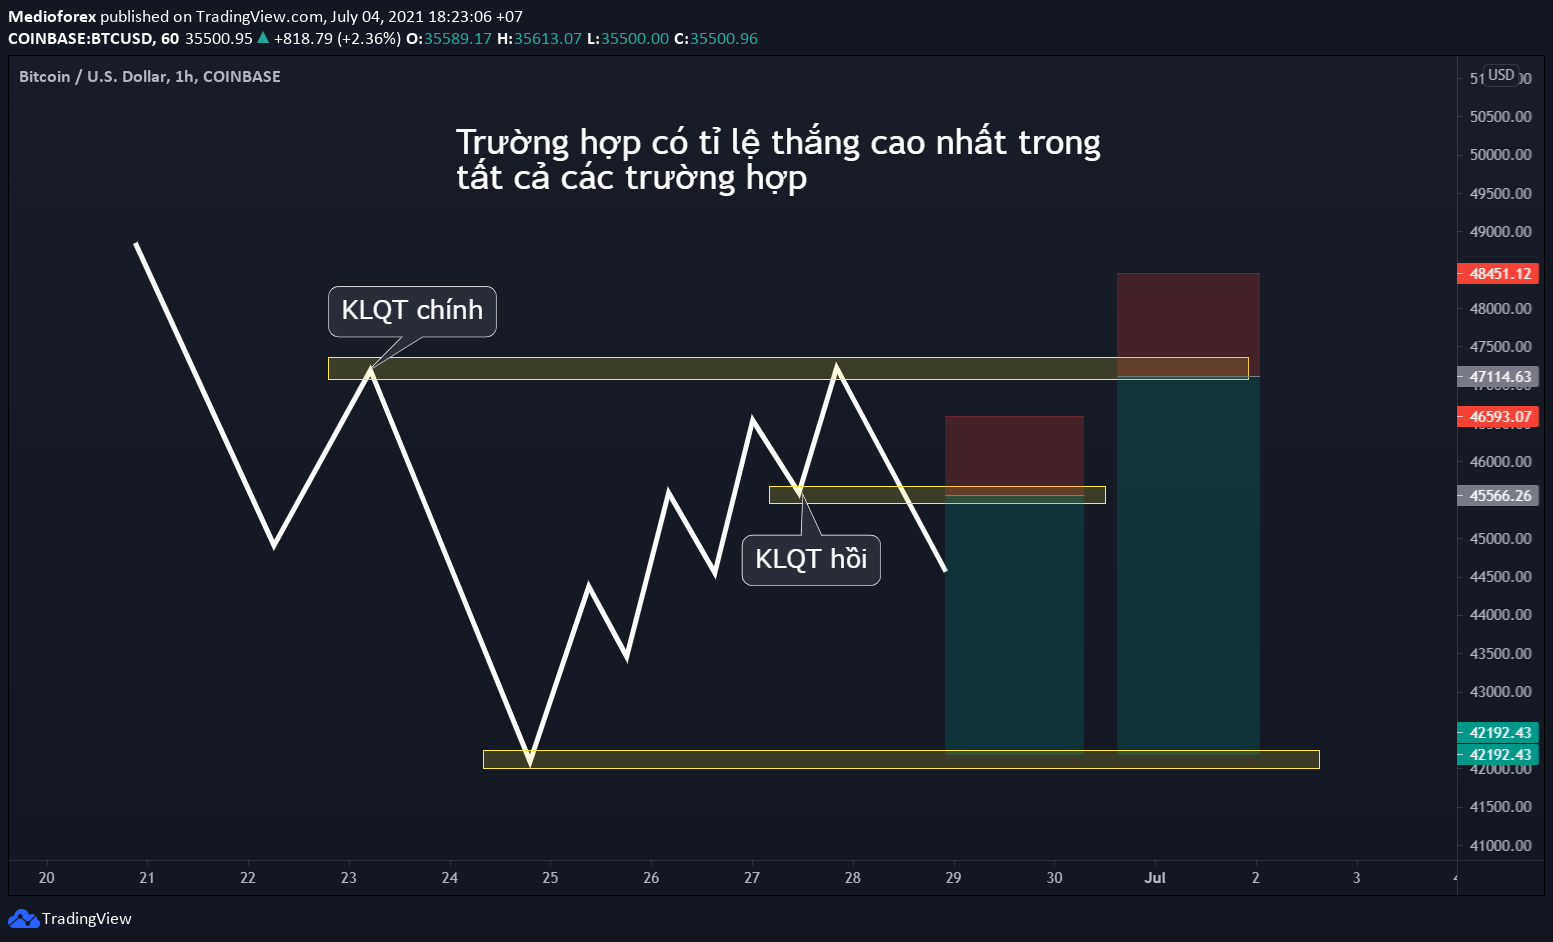 Medioforex published on TradingView.com, July 04, 2021 18:23:06 +07
COINBASE:BTCUSD, 60 35500.95 ▲ +818.79 (+2.36%) O:35589.17 H:35613.07 L:35500.00 C:35500.96
Bitcoin / U.S. Dollar, 1h, COINBASE
USD
50500.00
Trường hợp có tỉ lệ thắng cao nhất trong
tất cả các trường hợp
50000.00
49500.00
49000.00
48451.12
KLQT chính
48000.00
47500.00
47114.63
46593.07
46000.00
45566.26
KLQT hồi
45000.00
44500.00
44000.00
43500.00
43000.00
42192.43
42192.43
42000.00
41500.00
41000.00
20 21 22 23 24 25 26 27 28 29 30 Jul 2 3
TradingView